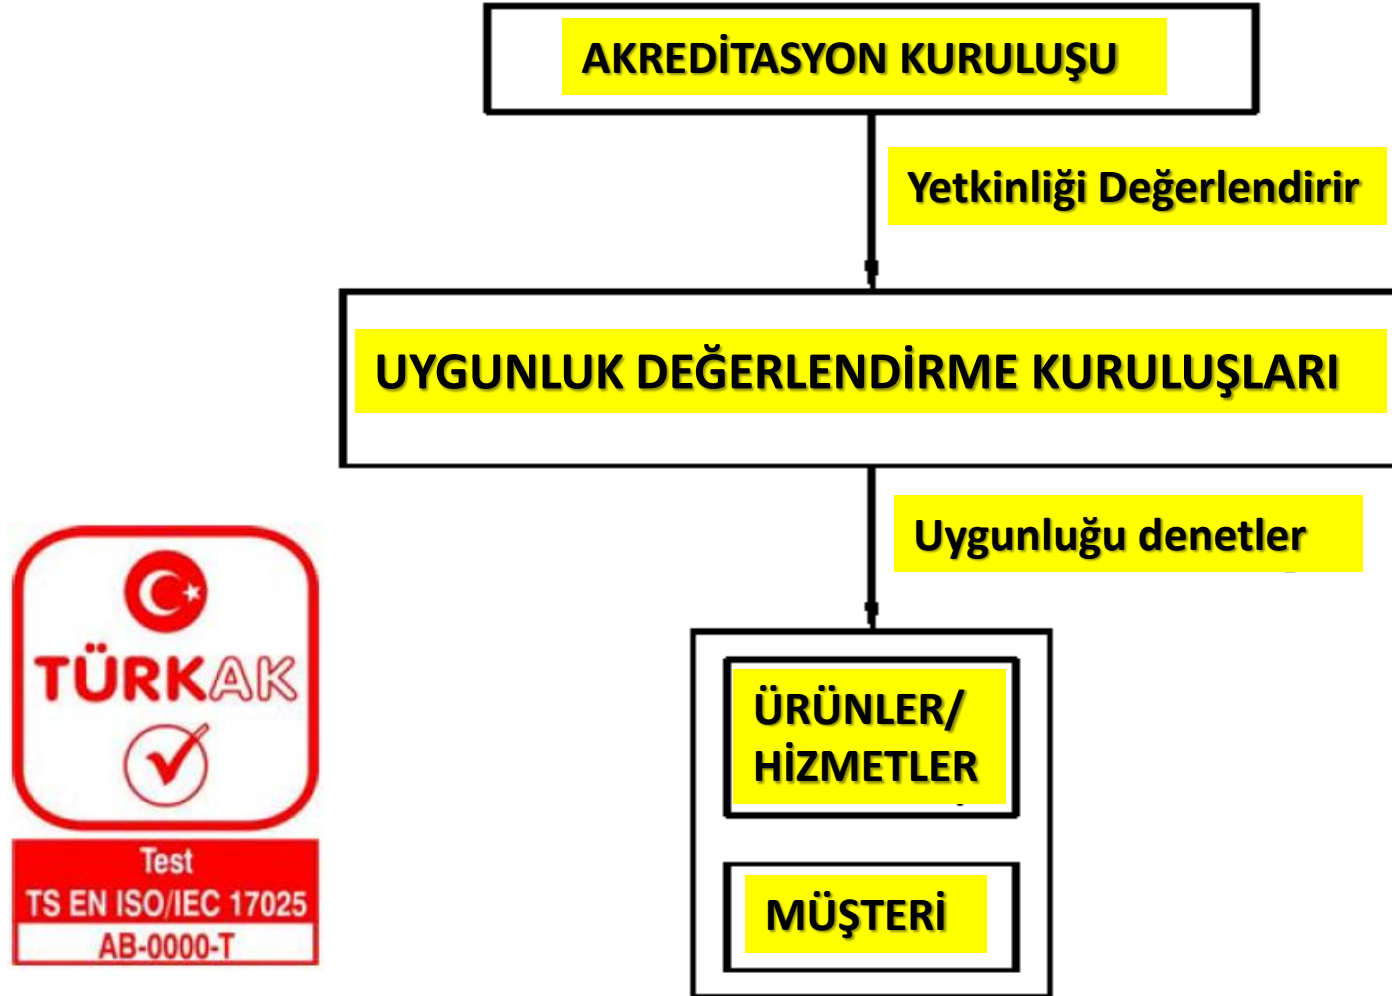 AKREDİTASYON KURULUŞU
Yetkinliği Değerlendirir
UYGUNLUK DEĞERLENDİRME KURULUŞLARI
Uygunluğu denetler
ÜRÜNLER/
HİZMETLER
MÜŞTERİ
TÜRKAK
Test
TS EN ISO/IEC 17025
AB-0000-T